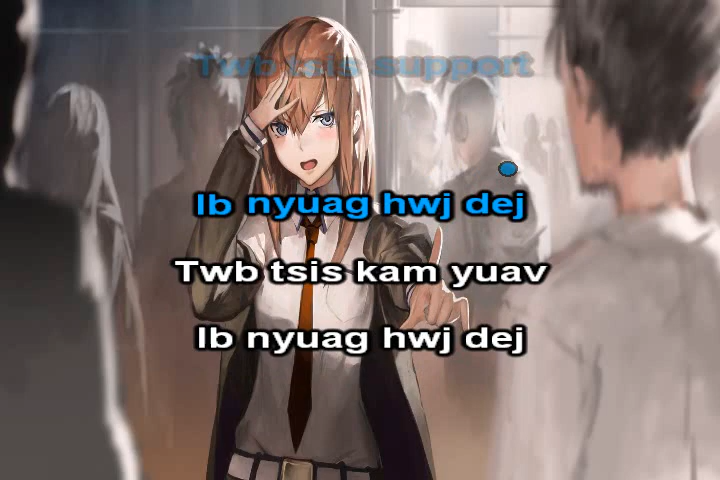 Twb tsis support
Ib nyuag hwj dej
Twb tsis kam yuav
Ib nyuag hwj dej